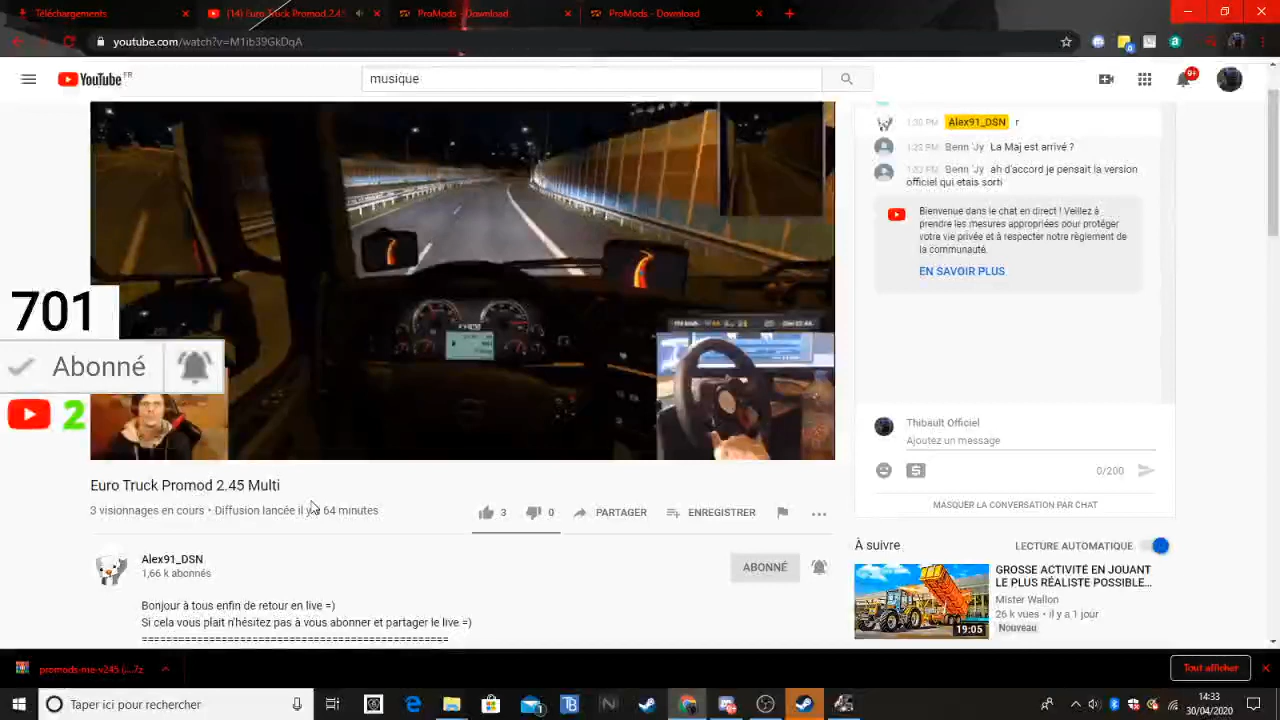 Téléchargements
(14) Euro Truck Promod 2.45
ProMods - Download
ProMods - Download
youtube.com/watch?v=M1ib39GkDqA
YouTube FR
musique
9+
1:30 PM Alex91_DSN r
Benn 'Jy La Maj est arrivé ?
Benn 'Jy ah d'accord je pensait la version
officiel qui etais sorti
Bienvenue dans le chat en direct ! Veillez à
prendre les mesures appropriées pour protéger
votre vie privée et à respecter notre règlement de
la communauté.
EN SAVOIR PLUS
701
Abonné
2
Thibault Officiel
Ajoutez un message
0/200
MASQUER LA CONVERSATION PAR CHAT
Euro Truck Promod 2.45 Multi
3 visionnages en cours • Diffusion lancée il y a 64 minutes
3
0
PARTAGER
ENREGISTRER
Alex91_DSN
1,66 k abonnés
ABONNÉ
Bonjour à tous enfin de retour en live =)
Si cela vous plait n'hésitez pas à vous abonner et partager le live =)
À suivre
LECTURE AUTOMATIQUE
GROSSE ACTIVITÉ EN JOUANT
LE PLUS RÉALISTE POSSIBLE...
Mister Wallon
26 k vues • il y a 1 jour
Nouveau
19:05
promods-me-v245 (....7z
Tout afficher
Taper ici pour rechercher
14:33
30/04/2020